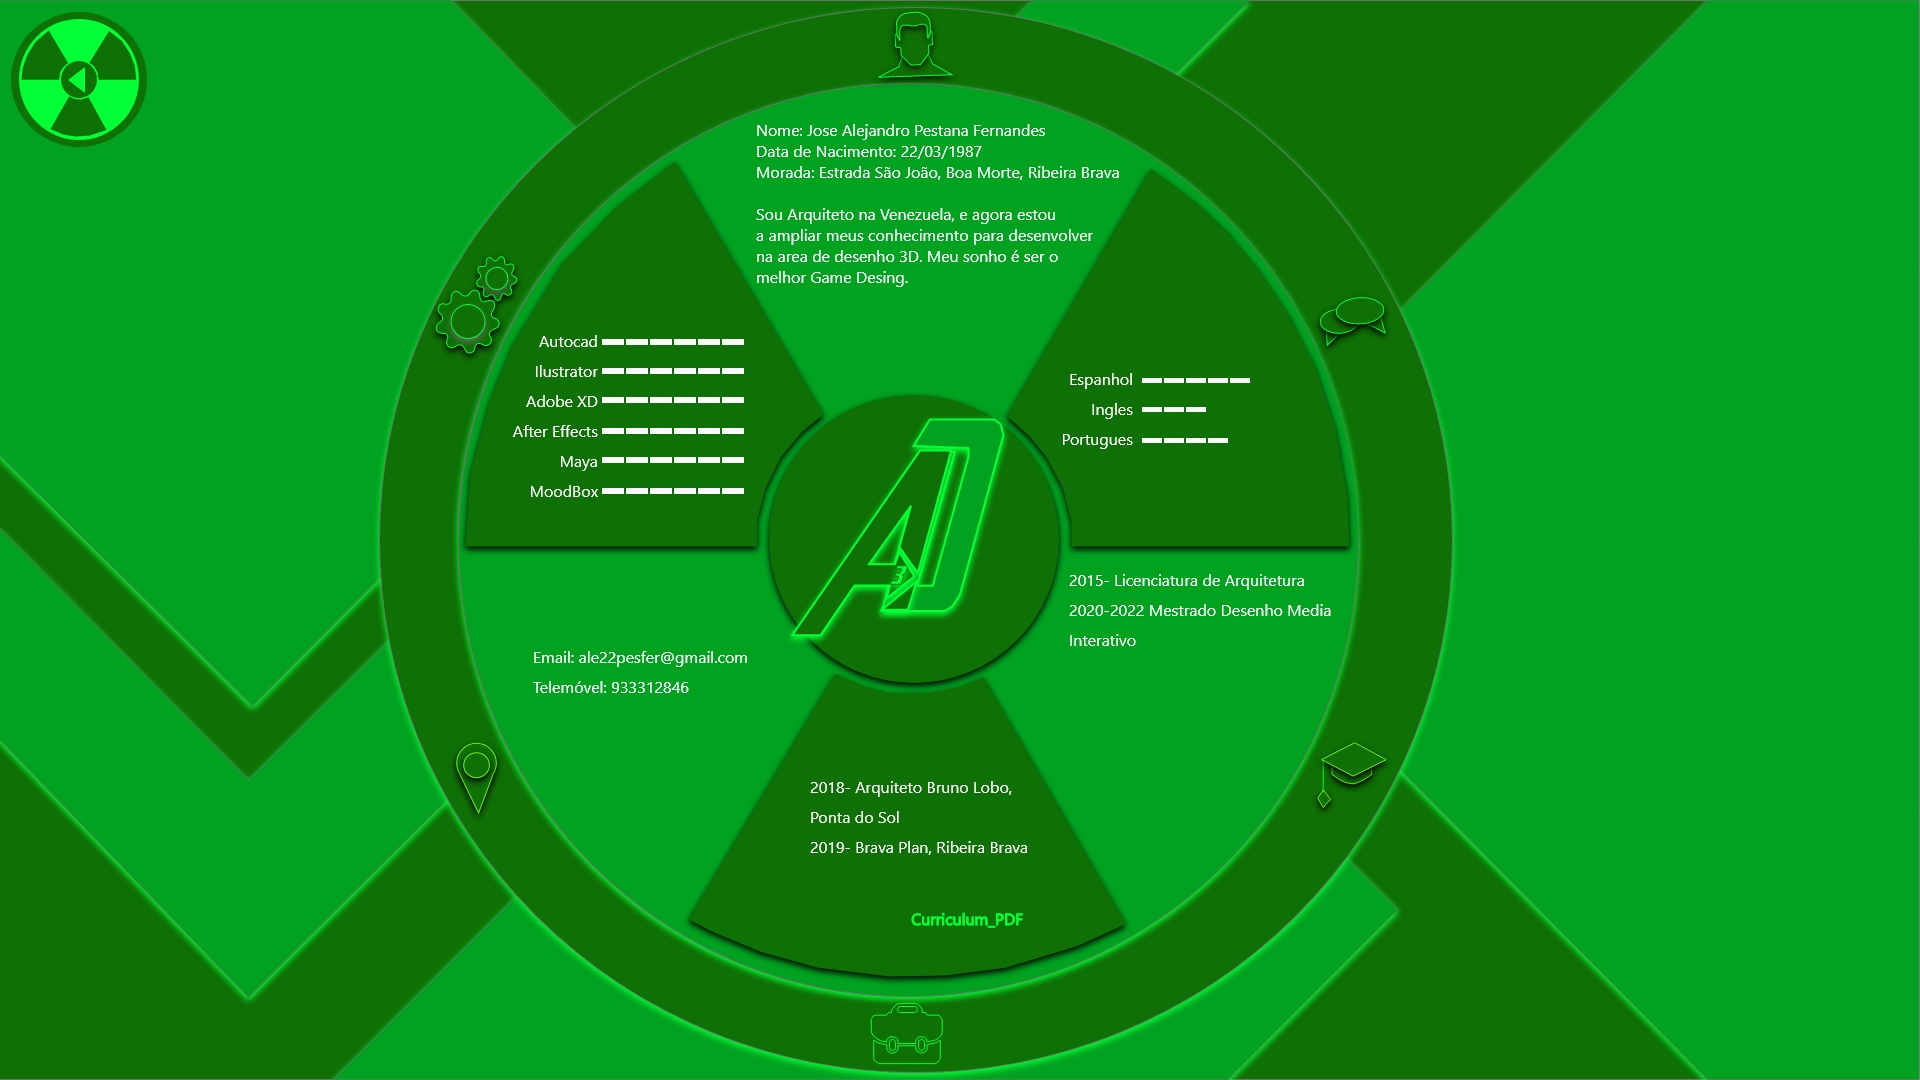 Nome: Jose Alejandro Pestana Fernandes
Data de Nacimento: 22/03/1987
Morada: Estrada São João, Boa Morte, Ribeira Brava
Sou Arquiteto na Venezuela, e agora estou
a ampliar meus conhecimento para desenvolver
na area de desenho 3D. Meu sonho é ser o
melhor Game Desing.
Autocad
Ilustrator
Adobe XD
After Effects
Maya
MoodBox
Espanhol
Ingles
Portugues
A3D
2015- Licenciatura de Arquitetura
2020-2022 Mestrado Desenho Media
Interativo
Email: ale22pesfer@gmail.com
Telemóvel: 933312846
2018- Arquiteto Bruno Lobo,
Ponta do Sol
2019- Brava Plan, Ribeira Brava
Curriculum_PDF